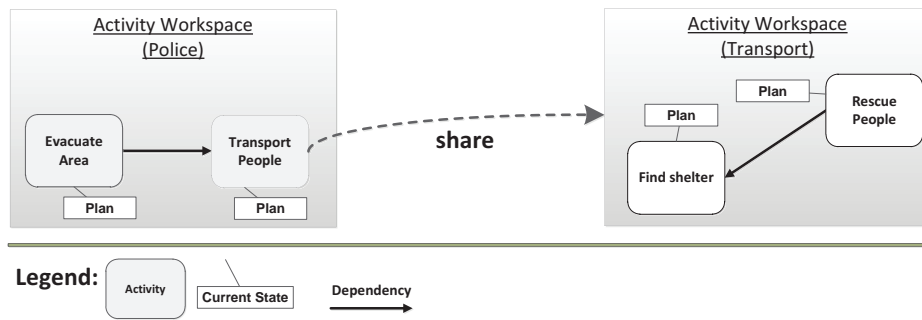 Activity Workspace
(Police)
Evacuate
Area
Plan
Transport
People
Plan
share
Activity Workspace
(Transport)
Plan
Rescue
People
Plan
Find shelter
Legend:
Activity
Current State
Dependency